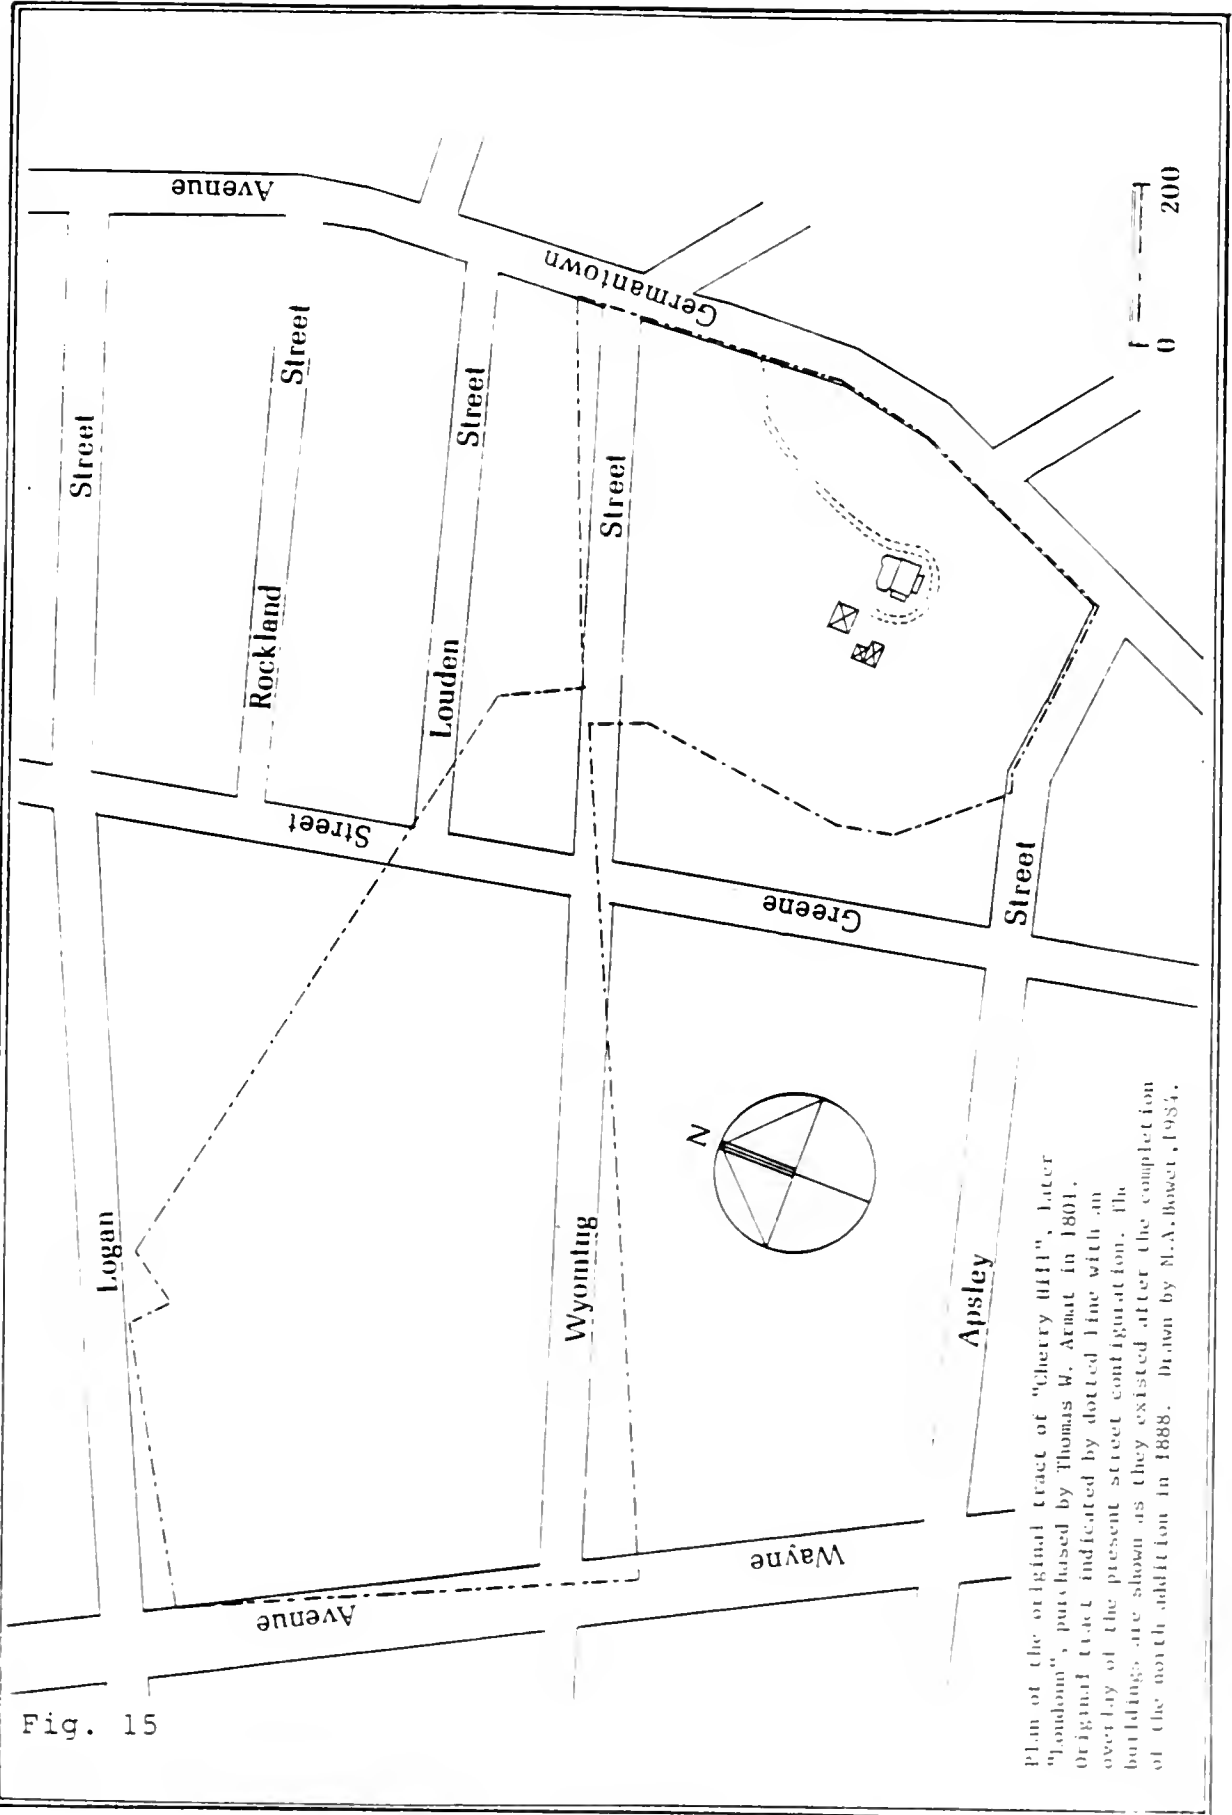 Avenue
Germantown
Street
Logan
Street
Rockland
Street
Louden
Street
Wyoming
Street
Greene
Street
Apsley
Avenue
Wayne
N
0 200
Plan of the original tract of "Cherry Hill", later
"Loudoun", purchased by Thomas W. Armat in 1801.
Original tract indicated by dotted line with an
overlay of the present street configuration. The
buildings are shown as they existed after the completion
of the north addition in 1888. Drawn by M.A.Bower, 1984.
Street
Fig. 15